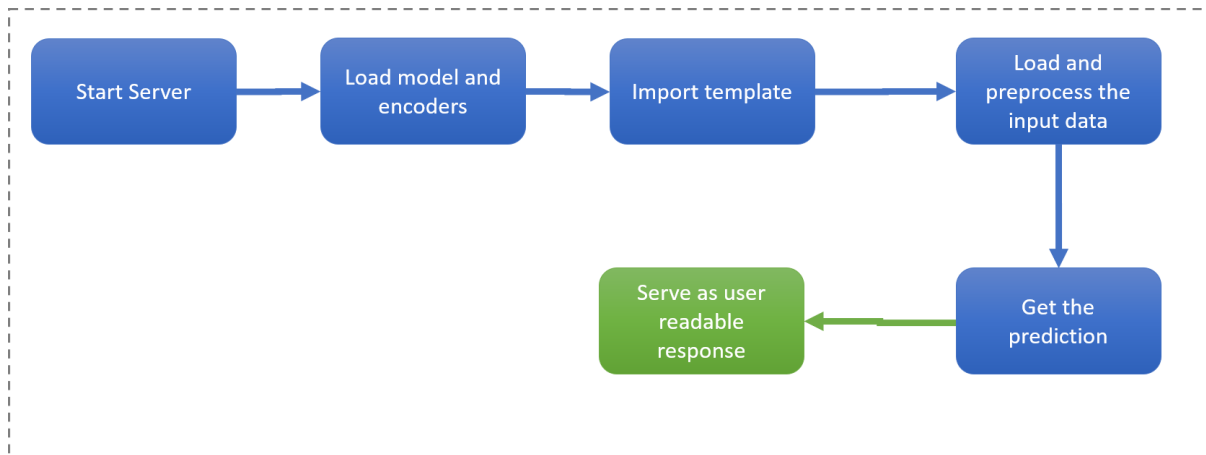 Start Server
Load model and
encoders
Import template
Load and
preprocess the
input data
Get the
prediction
Serve as user
readable
response